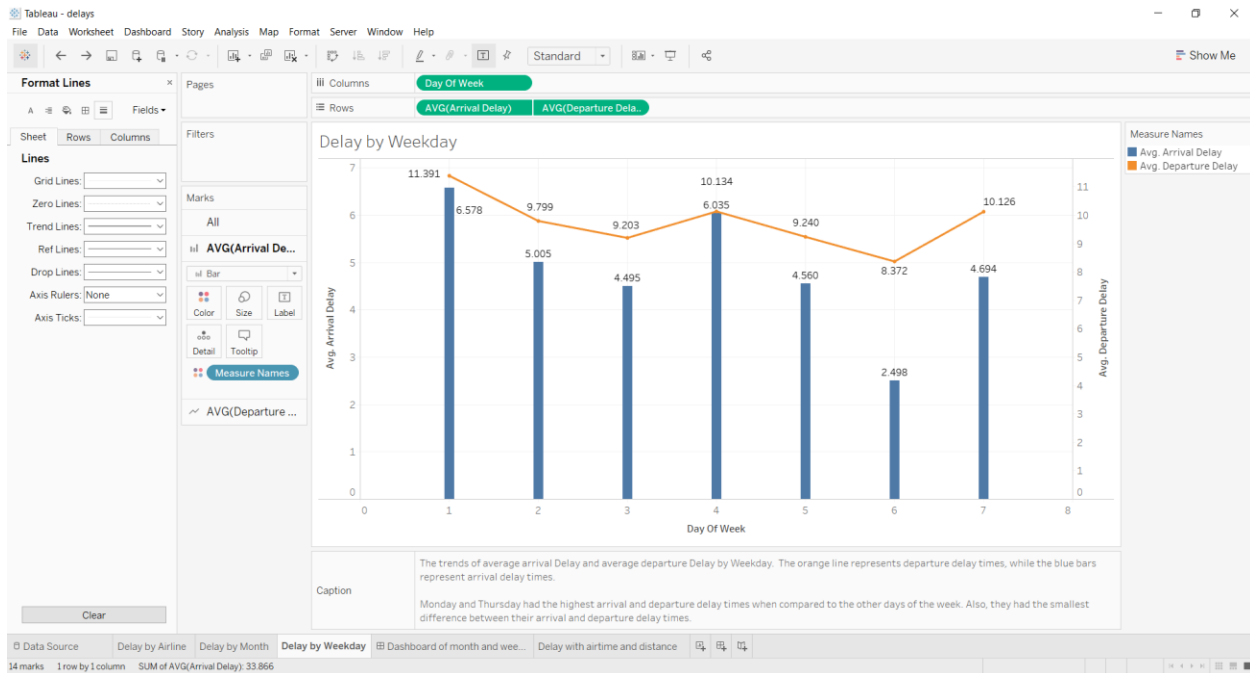 Tableau - delays
File Data Worksheet Dashboard Story Analysis Map Format Server Window Help
Standard
Show Me
Format Lines
Fields
Sheet Rows Columns
Lines
Grid Lines:
Zero Lines:
Trend Lines:
Ref Lines:
Drop Lines:
Axis Rulers: None
Axis Ticks:
Clear
Pages
Filters
Marks
All
AVG(Arrival De...
Bar
Color Size Label
Detail Tooltip
Measure Names
AVG(Departure ...
Columns Day Of Week
Rows AVG(Arrival Delay) AVG(Departure Dela..
Delay by Weekday
7
6
5
4
3
2
1
0
Avg. Arrival Delay
11.391
6.578
9.799
5.005
9.203
4.495
10.134
6.035
9.240
4.560
8.372
2.498
10.126
4.694
11
10
9
8
7
6
5
4
3
2
1
0
Avg. Departure Delay
0 1 2 3 4 5 6 7 8
Day Of Week
Measure Names
Avg. Arrival Delay
Avg. Departure Delay
Caption
The trends of average arrival Delay and average departure Delay by Weekday. The orange line represents departure delay times, while the blue bars
represent arrival delay times.
Monday and Thursday had the highest arrival and departure delay times when compared to the other days of the week. Also, they had the smallest
difference between their arrival and departure delay times.
Data Source Delay by Airline Delay by Month Delay by Weekday Dashboard of month and wee... Delay with airtime and distance
14 marks 1 row by 1 column SUM of AVG(Arrival Delay): 33.866